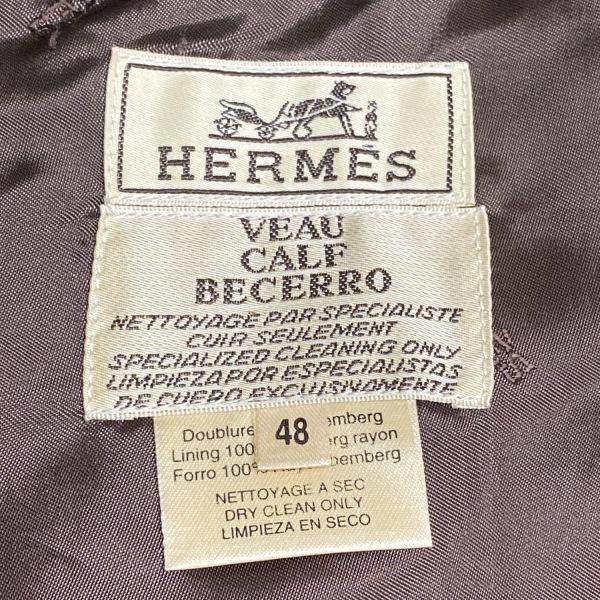 HERMÈS
VEAU
CALF
BECERRO
NETTOYAGE PAR SPECIALISTE
CUIR SEULEMENT
SPECIALIZED CLEANING ONLY
LIMPIEZA POR ESPECIALISTAS
DE CUERO EXCLUSIVAMENTE
48
Doublure emberg
Lining 100 rg rayon
Forro 100% emberg
NETTOYAGE A SEC
DRY CLEAN ONLY
LIMPIEZA EN SECO